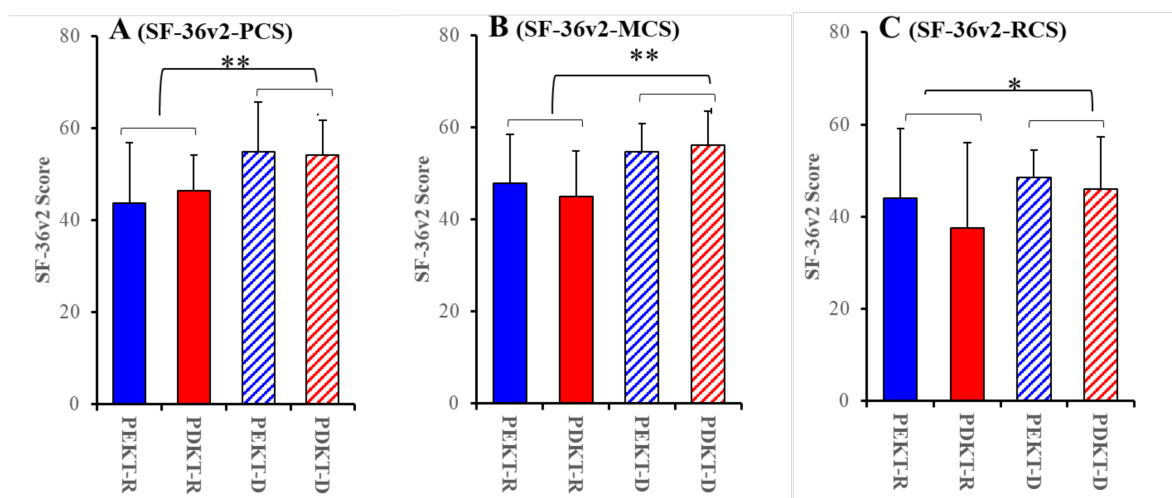 A (SF-36v2-PCS)
**
80
60
40
20
0
SF-36v2 Score
PEKT-R
PDKT-R
PEKT-D
PDKT-D
B (SF-36v2-MCS)
**
80
60
40
20
0
SF-36v2 Score
PEKT-R
PDKT-R
PEKT-D
PDKT-D
C (SF-36v2-RCS)
*
80
60
40
20
0
SF-36v2 Score
PEKT-R
PDKT-R
PEKT-D
PDKT-D